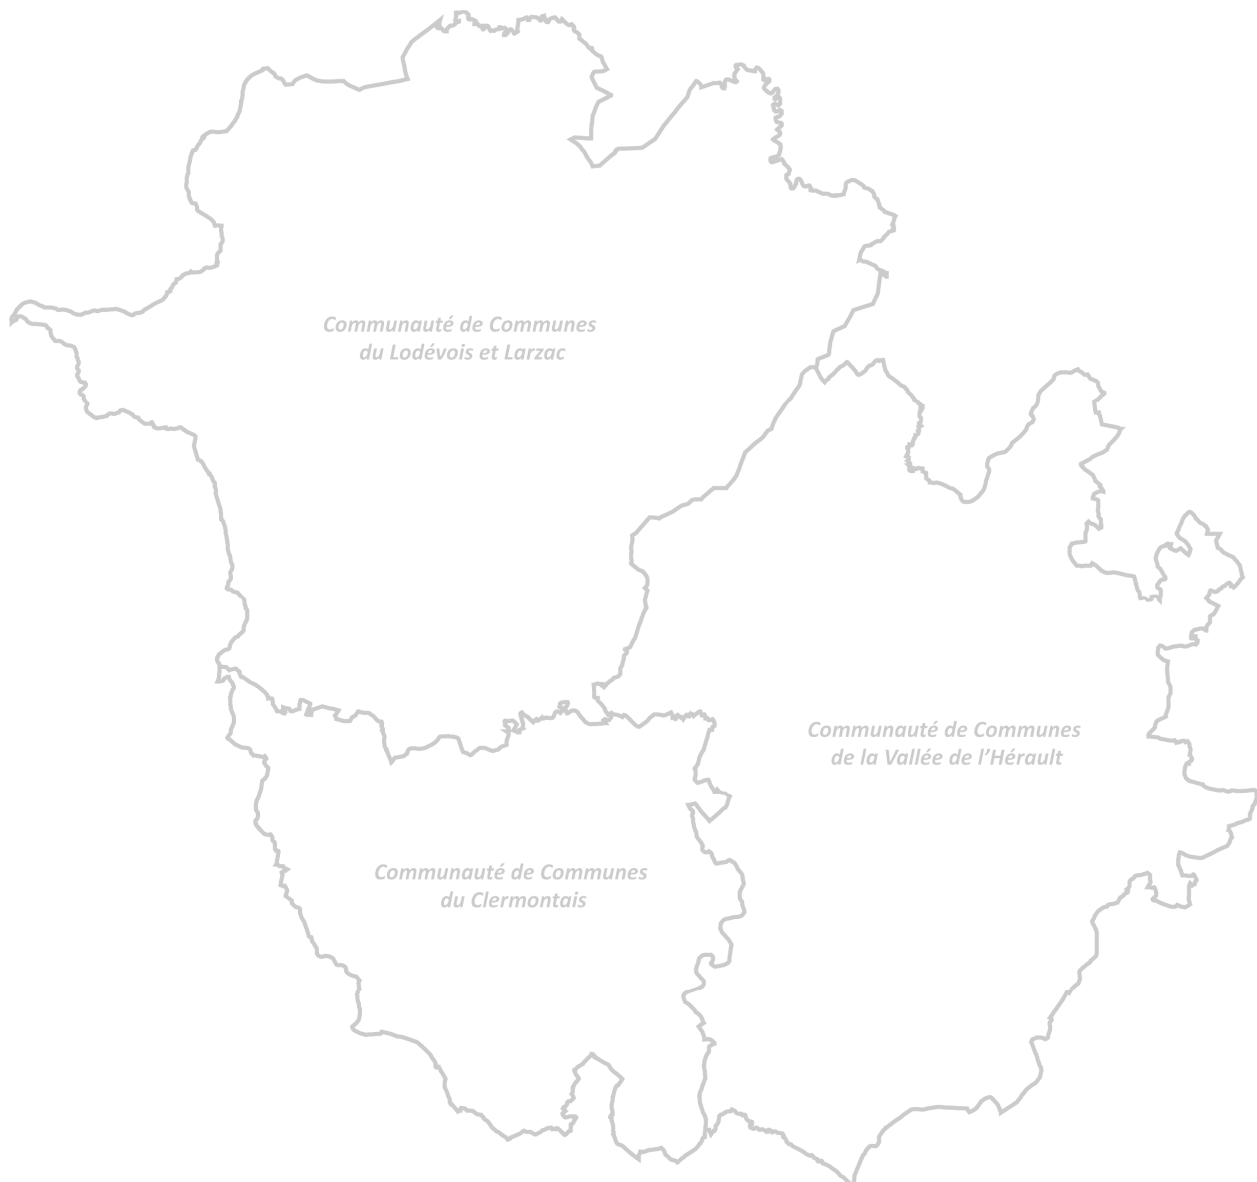 Communauté de Communes
du Lodévois et Larzac
Communauté de Communes
de la Vallée de l'Hérault
Communauté de Communes
du Clermontais